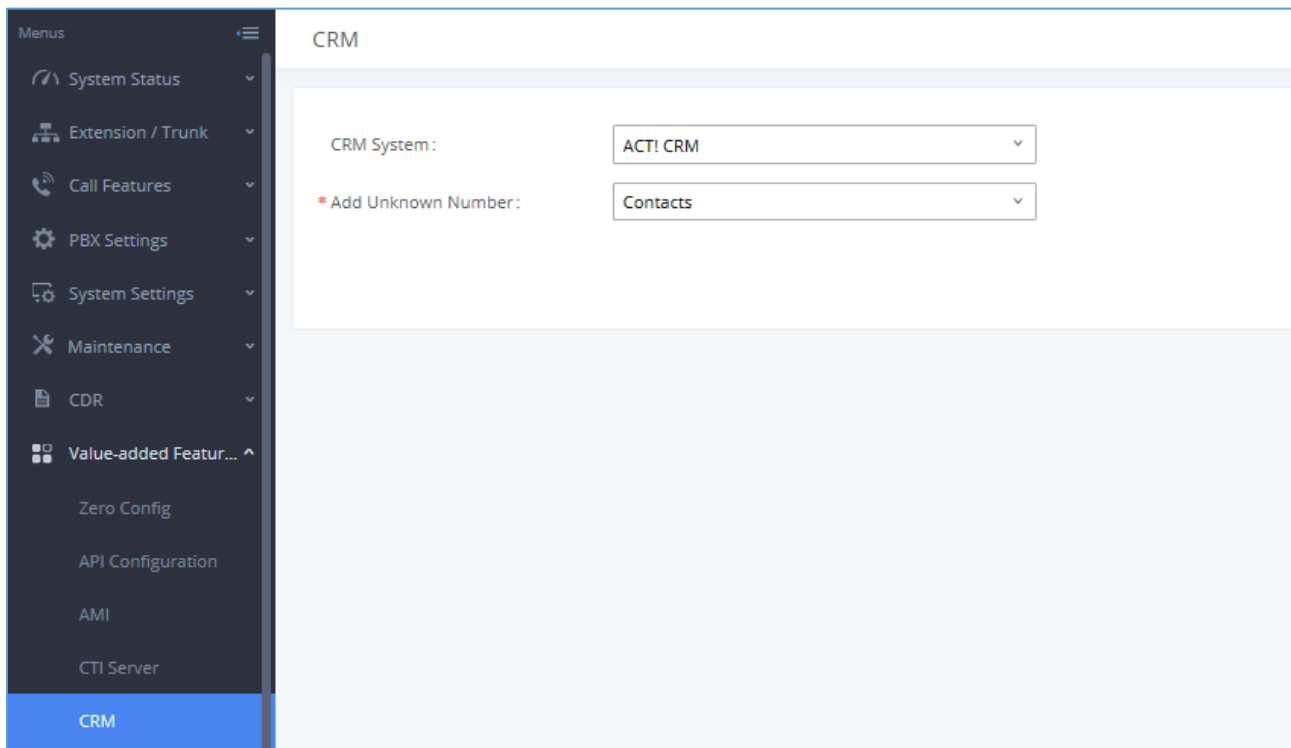 Menus
CRM
System Status
Extension / Trunk
Call Features
PBX Settings
System Settings
Maintenance
CDR
Value-added Featur...
Zero Config
API Configuration
AMI
CTI Server
CRM
CRM System:
ACT! CRM
* Add Unknown Number:
Contacts